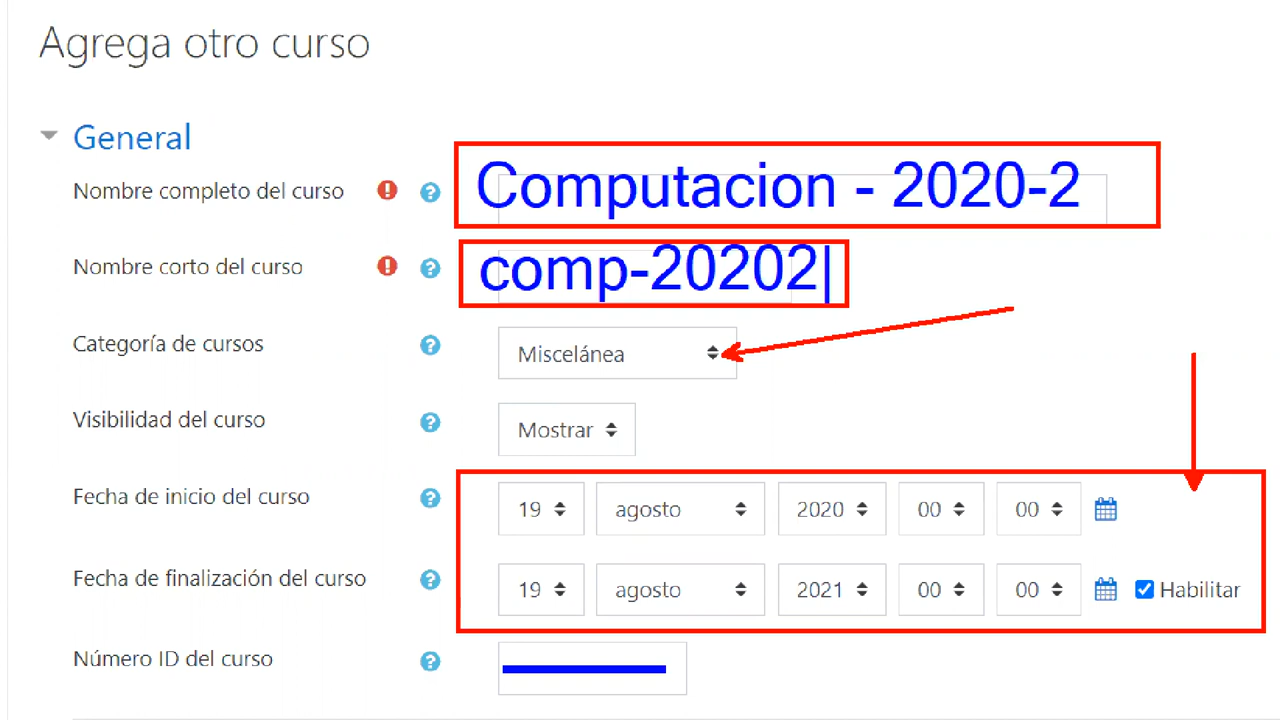 Agrega otro curso
General
Nombre completo del curso Computacion - 2020-2
Nombre corto del curso comp-20202
Categoría de cursos Miscelánea
Visibilidad del curso Mostrar
Fecha de inicio del curso 19 agosto 2020 00 00
Fecha de finalización del curso 19 agosto 2021 00 00 Habilitar
Número ID del curso